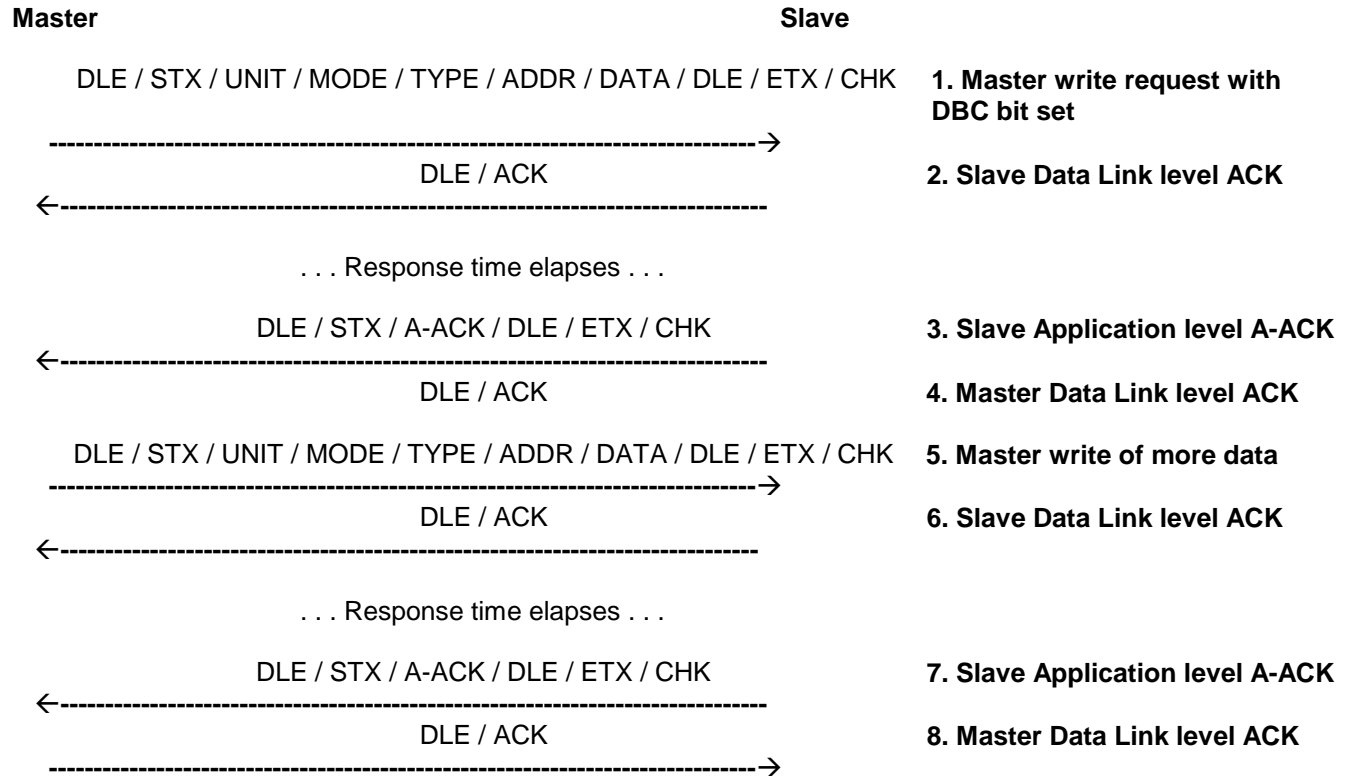 Master Slave
DLE / STX / UNIT / MODE / TYPE / ADDR / DATA / DLE / ETX / CHK 1. Master write request with
DBC bit set
DLE / ACK 2. Slave Data Link level ACK
. . . Response time elapses . . .
DLE / STX / A-ACK / DLE / ETX / CHK 3. Slave Application level A-ACK
DLE / ACK 4. Master Data Link level ACK
DLE / STX / UNIT / MODE / TYPE / ADDR / DATA / DLE / ETX / CHK 5. Master write of more data
DLE / ACK 6. Slave Data Link level ACK
. . . Response time elapses . . .
DLE / STX / A-ACK / DLE / ETX / CHK 7. Slave Application level A-ACK
DLE / ACK 8. Master Data Link level ACK